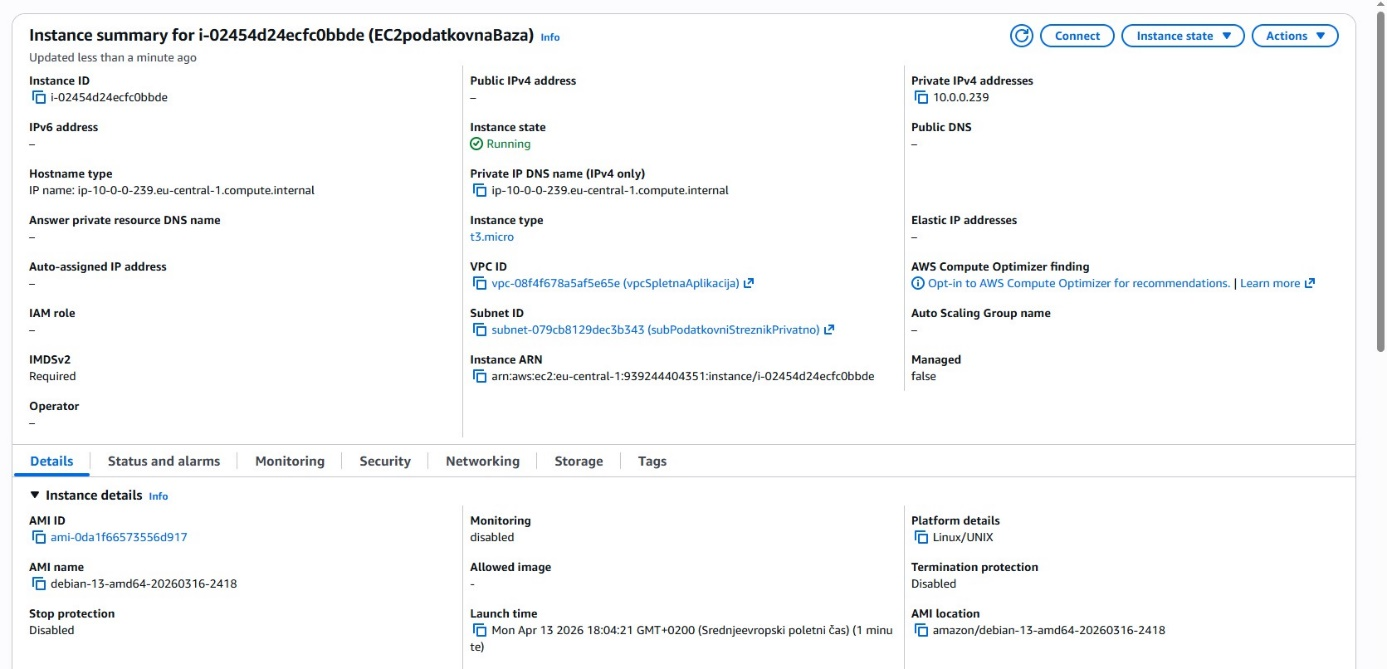 Instance summary for i-02454d24ecfc0bbde (EC2podatkovnaBaza) Info
Connect
Instance state
Actions
Updated less than a minute ago
Instance ID
i-02454d24ecfc0bbde
Public IPv4 address
–
Private IPv4 addresses
10.0.0.239
IPv6 address
–
Instance state
Running
Public DNS
–
Hostname type
IP name: ip-10-0-0-239.eu-central-1.compute.internal
Private IP DNS name (IPv4 only)
ip-10-0-0-239.eu-central-1.compute.internal
Answer private resource DNS name
–
Instance type
t3.micro
Elastic IP addresses
–
Auto-assigned IP address
–
VPC ID
vpc-08f4f678a5af5e65e (vpcSpletnaAplikacija)
AWS Compute Optimizer finding
Opt-in to AWS Compute Optimizer for recommendations. | Learn more
IAM role
–
Subnet ID
subnet-079cb8129dec3b343 (subPodatkovniStreznikPrivatno)
Auto Scaling Group name
–
IMDSv2
Required
Instance ARN
arn:aws:ec2:eu-central-1:939244404351:instance/i-02454d24ecfc0bbde
Managed
false
Operator
–
Details
Status and alarms
Monitoring
Security
Networking
Storage
Tags
Instance details Info
AMI ID
ami-0da1f66573556d917
Monitoring
disabled
Platform details
Linux/UNIX
AMI name
debian-13-amd64-20260316-2418
Allowed image
-
Termination protection
Disabled
Stop protection
Disabled
Launch time
Mon Apr 13 2026 18:04:21 GMT+0200 (Srednjeevropski poletni čas) (1 minu
te)
AMI location
amazon/debian-13-amd64-20260316-2418